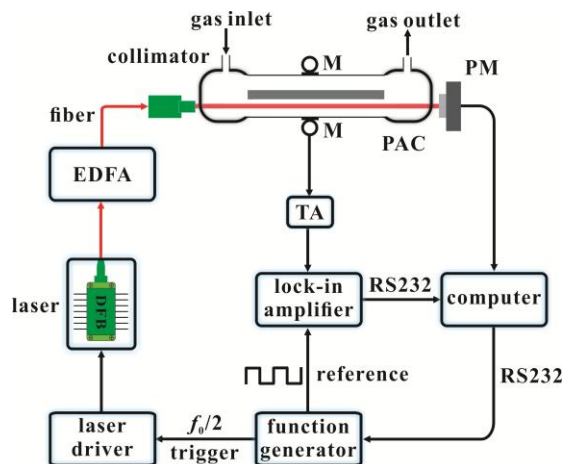 gas inlet
gas outlet
collimator
M
PM
fiber
M
PAC
EDFA
TA
laser
DFB
lock-in
amplifier
RS232
computer
reference
RS232
laser
driver
f₀/2
trigger
function
generator